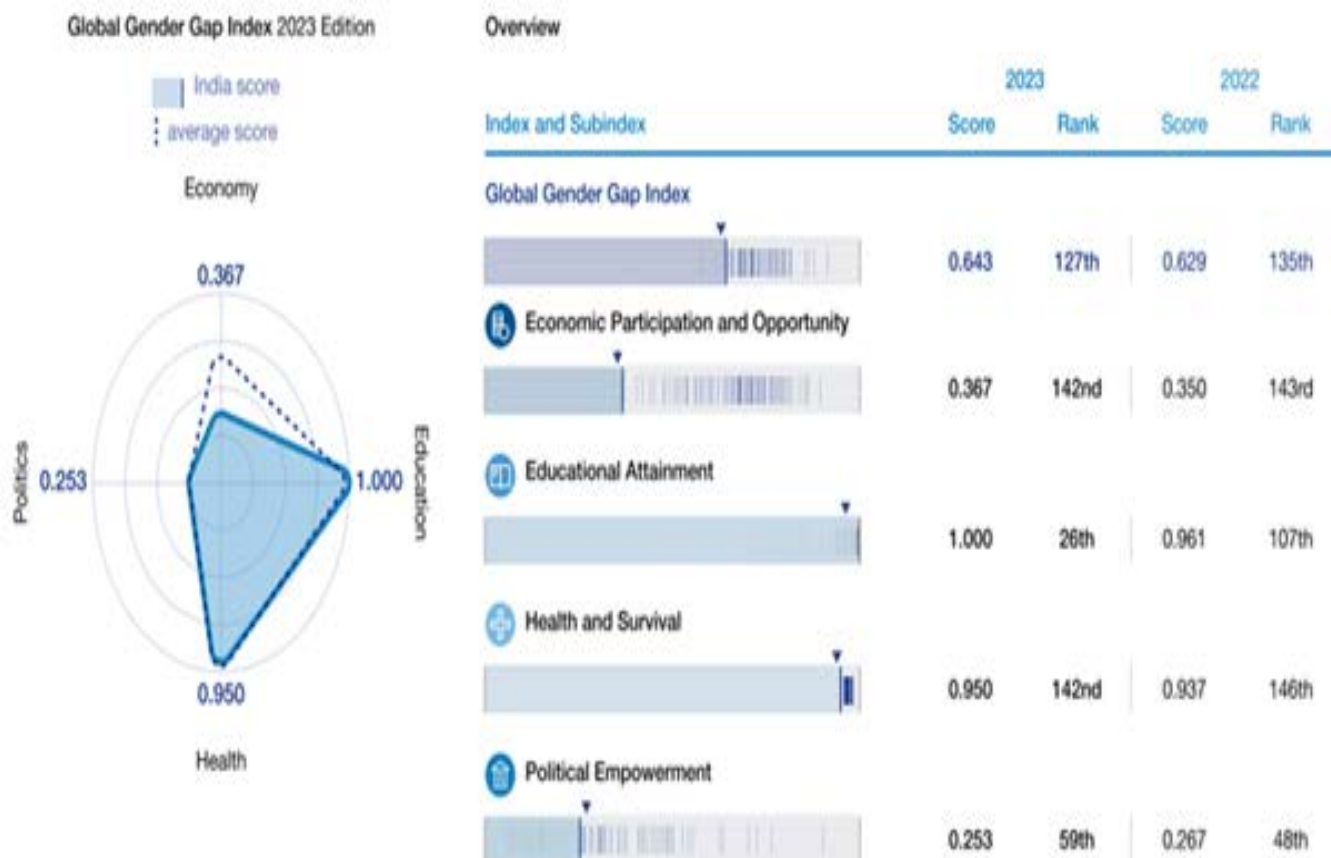 Global Gender Gap Index 2023 Edition
India score
average score
Economy
0.367
Politics
0.253
1.000
Education
0.950
Health
Overview
2023 2022
Index and Subindex Score Rank Score Rank
Global Gender Gap Index
0.643 127th 0.629 135th
Economic Participation and Opportunity
0.367 142nd 0.350 143rd
Educational Attainment
1.000 26th 0.961 107th
Health and Survival
0.950 142nd 0.937 146th
Political Empowerment
0.253 59th 0.267 48th